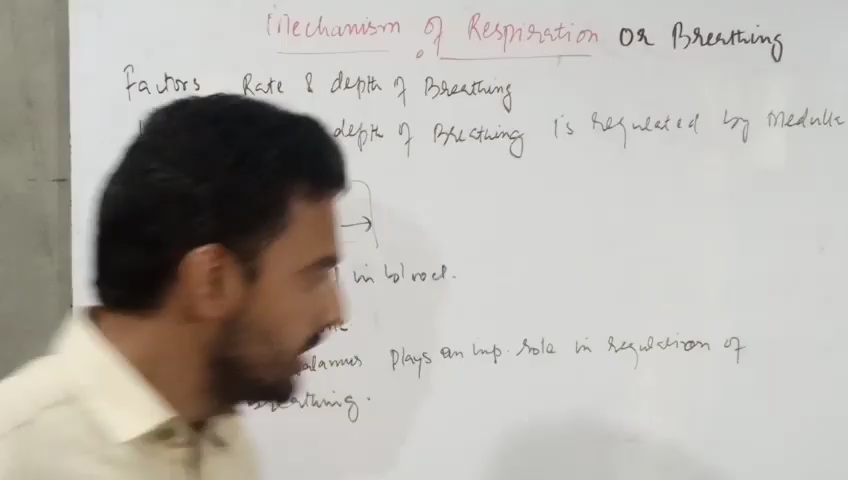 Mechanism of Respiration or Breathing
Factors Rate & depth of Breathing
depth of Breathing is regulated by Medulla
in blood.
plays an imp. role in regulation of
Breathing.